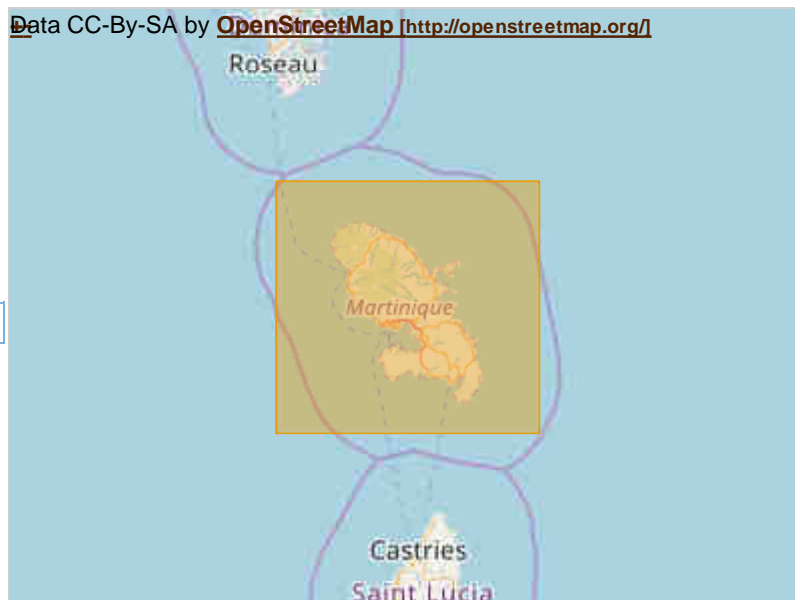 Data CC-By-SA by OpenStreetMap [http://openstreetmap.org/]
Roseau
Martinique
Castries
Saint Lucia